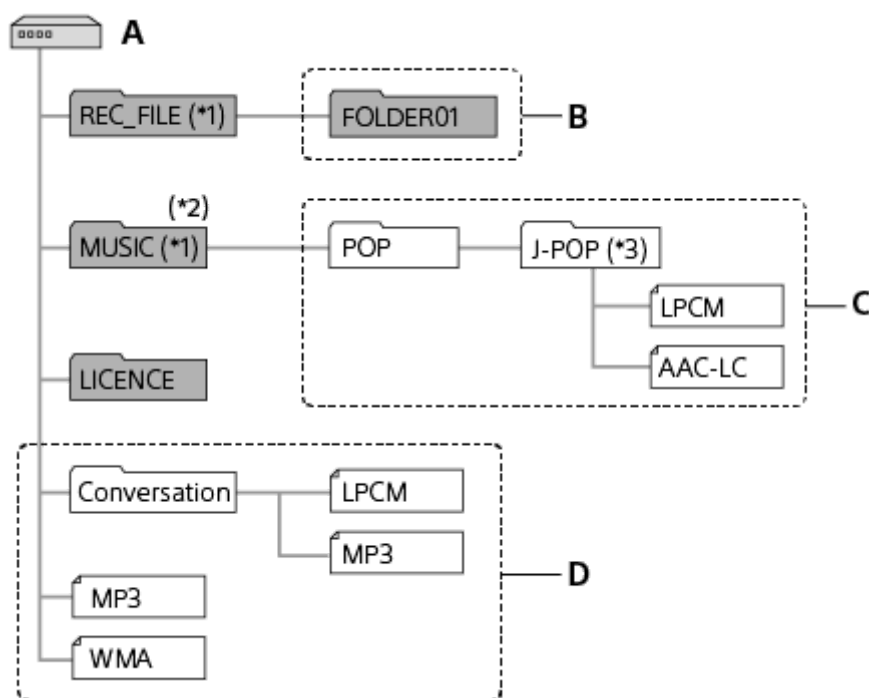 A
REC_FILE (*1)
FOLDER01
B
(*2)
MUSIC (*1)
POP
J-POP (*3)
LPCM
C
AAC-LC
LICENCE
Conversation
LPCM
MP3
D
MP3
WMA